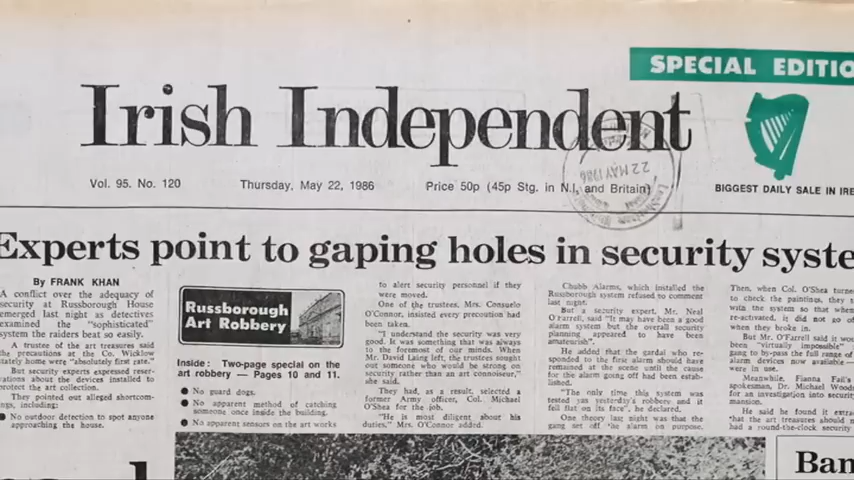 SPECIAL EDITIO
Irish Independent
Vol. 95. No. 120
Thursday, May 22, 1986
Price 50p (45p Stg. in N.I. and Britain)
BIGGEST DAILY SALE IN IRE
22 MAY 1986
Experts point to gaping holes in security syste
By FRANK KHAN
A conflict over the adequacy of
security at Russborough House
emerged last night as detectives
examined the "sophisticated"
system the raiders beat so easily.
A trustee of the art treasures said
the precautions at the Co. Wicklow
stately home were "absolutely first rate."
But security experts expressed reser-
vations about the devices installed to
protect the art collection.
They pointed out alleged shortcom-
ings, including:
● No outdoor detection to spot anyone
approaching the house.
Russborough
Art Robbery
Inside: Two-page special on the
art robbery — Pages 10 and 11.
● No guard dogs.
● No apparent method of catching
someone once inside the building.
● No apparent sensors on the art works
to alert security personnel if they
were moved.
One of the trustees, Mrs. Consuelo
O'Connor, insisted every precaution had
been taken.
"I understand the security was very
good. It was something that was always
to the foremost of our minds. When
Mr. David Laing left, the trustees sought
out someone who would be strong on
security rather than an art connoiseur,"
she said.
They had, as a result, selected a
former Army officer, Col. Michael
O'Shea for the job.
"He is most diligent about his
duties," Mrs. O'Connor added.
Chubb Alarms, which installed the
Russborough system refused to comment
last night.
But a security expert, Mr. Neal
O'Farrell, said "It may have been a good
alarm system but the overall security
planning appeared to have been
amateurish".
He added that the gardai who re-
sponded to the first alarm should have
remained at the scene until the cause
for the alarm going off had been estab-
lished.
"The only time this system was
tested was yesterday's robbery and it
fell flat on its face", he declared.
One theory last night was that the
gang set off the alarm on purpose.
Then, when Col. O'Shea turne
to check the paintings, they t
with the system so that when
re-activated, it did not go of
when they broke in.
But Mr. O'Farrell said it wou
been "virtually impossible"
gang to by-pass the full range of
alarm devices now available —
were in use.
Meanwhile, Fianna Fail's
spokesman, Dr. Michael Wood
for an investigation into securit
mansion.
He said he found it extrao
"that the art treasures should n
had a round-the-clock security
Ban